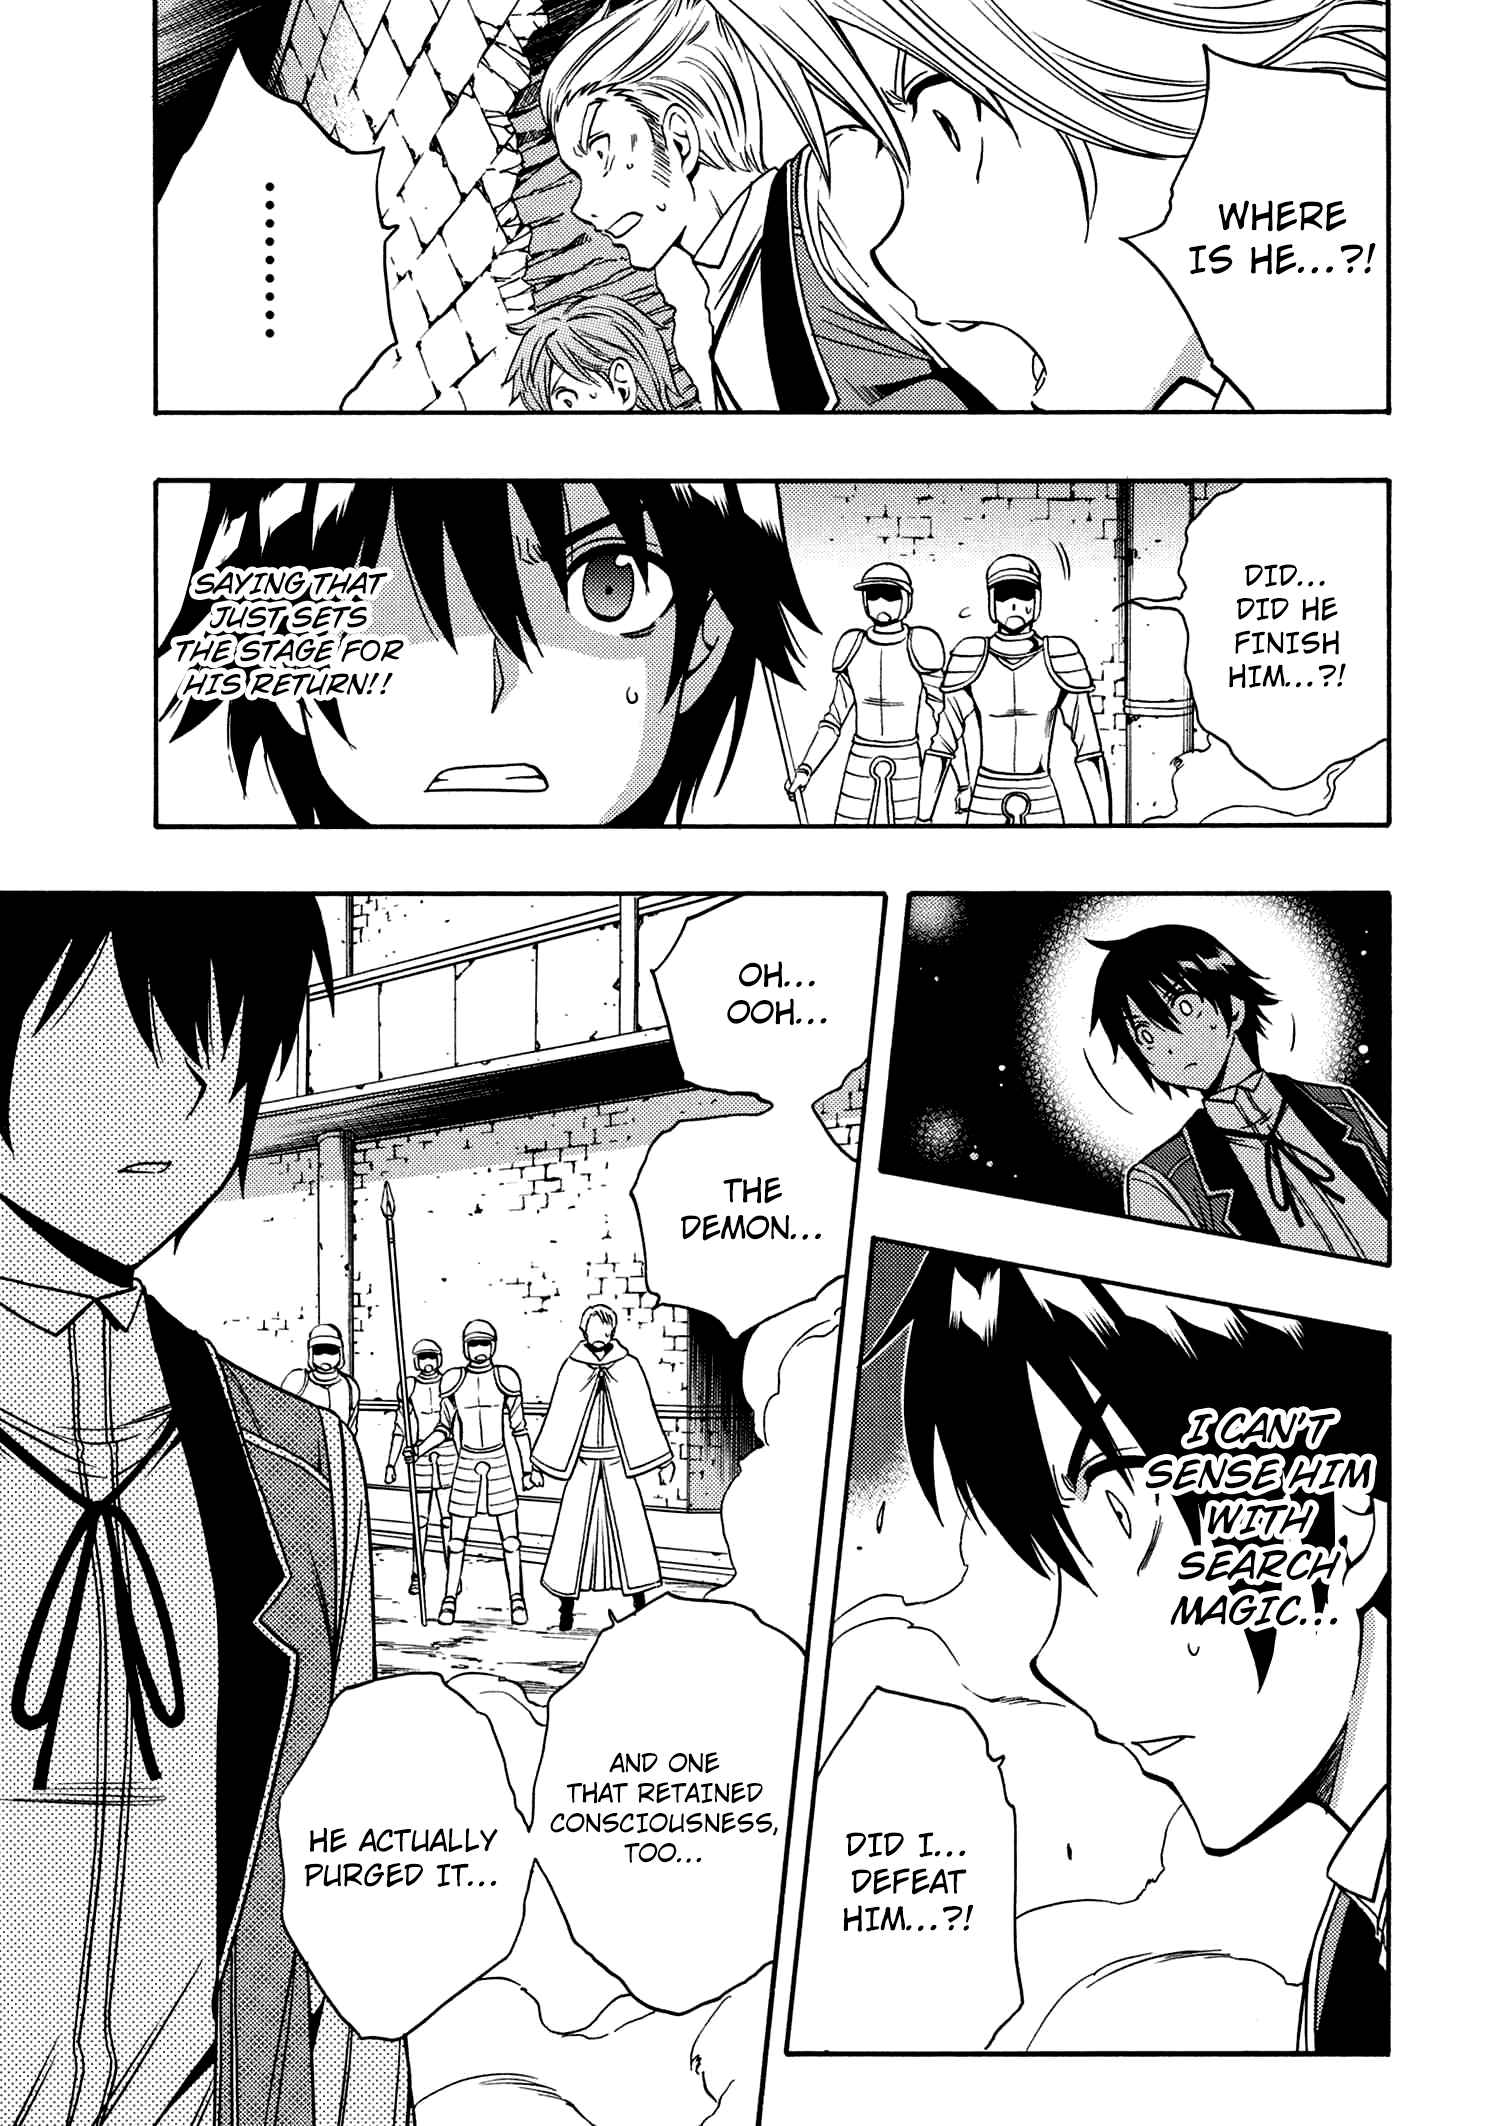 WHERE
IS HE...?!
.........
DID...
DID HE
FINISH
HIM...?!
SAYING THAT
JUST SETS
THE STAGE FOR
HIS RETURN!!
I CAN'T
SENSE HIM
WITH
SEARCH
MAGIC...
DID I...
DEFEAT
HIM...?!
OH...
OOH...
THE
DEMON...
AND ONE
THAT RETAINED
CONSCIOUSNESS,
TOO...
HE ACTUALLY
PURGED IT...